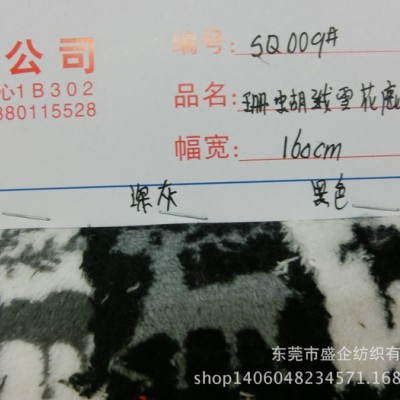 公司
编号: SQ009#
心1B302
880115528
品名: 珊瑚绒雪花鹿
幅宽: 160cm
深灰
黑色
东莞市盛企纺织有
shop1406048234571.168